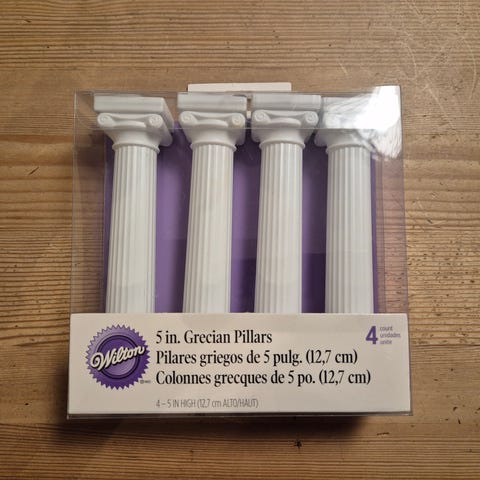 Wilton
5 in. Grecian Pillars
Pilares griegos de 5 pulg. (12,7 cm)
Colonnes grecques de 5 po. (12,7 cm)
4 count
unidades
unité
4 – 5 IN HIGH (12.7 cm ALTO/HAUT)